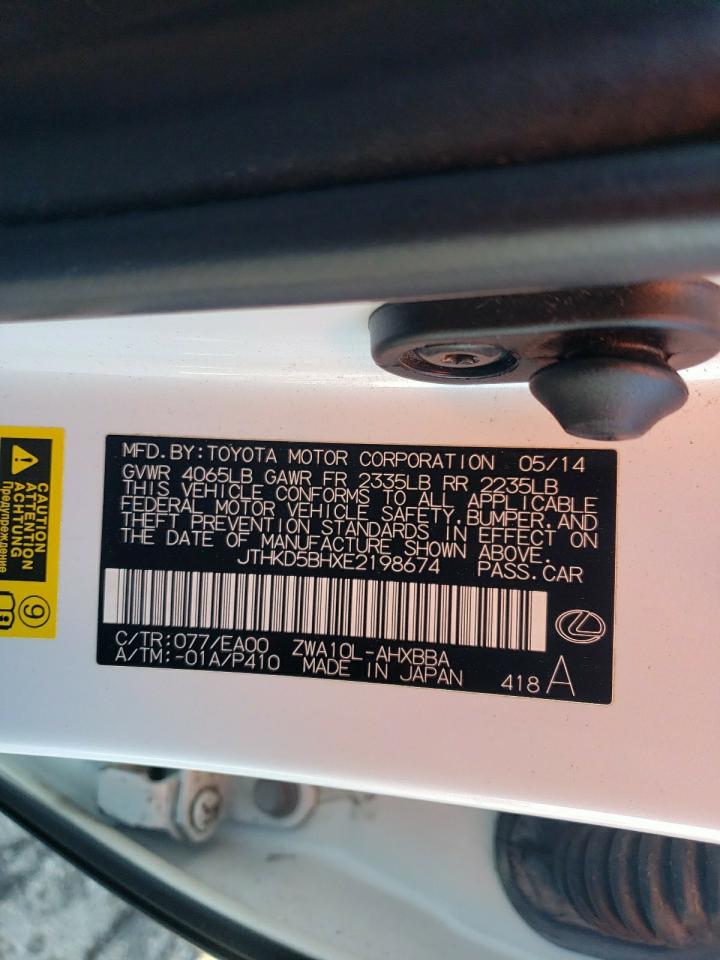 CAUTION
ATTENTION
ACHTUNG
Предупреждение
9
MFD.BY:TOYOTA MOTOR CORPORATION 05/14
GVWR 4065LB GAWR FR 2335LB RR 2235LB
THIS VEHICLE CONFORMS TO ALL APPLICABLE
FEDERAL MOTOR VEHICLE SAFETY,BUMPER,AND
THEFT PREVENTION STANDARDS IN EFFECT ON
THE DATE OF MANUFACTURE SHOWN ABOVE.
JTHKD5BHXE2198674 PASS.CAR
C/TR:077/EA00 ZWA10L-AHXBBA
A/TM:-01A/P410 MADE IN JAPAN 418 A